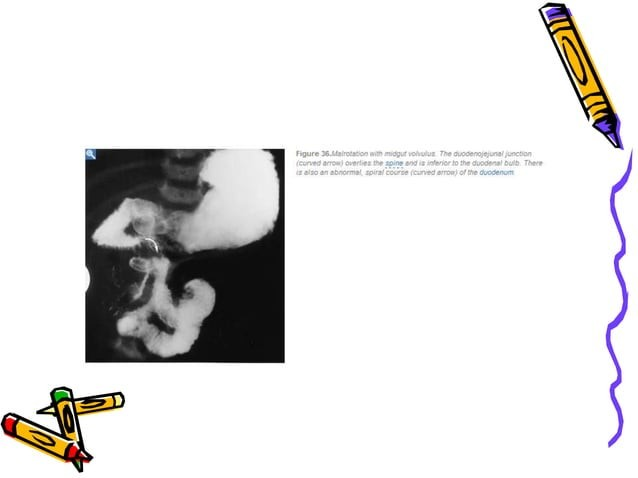 Figure 36.Malrotation with midgut volvulus. The duodenojejunal junction
(curved arrow) overlies the spine and is inferior to the duodenal bulb. There
is also an abnormal, spiral course (curved arrow) of the duodenum